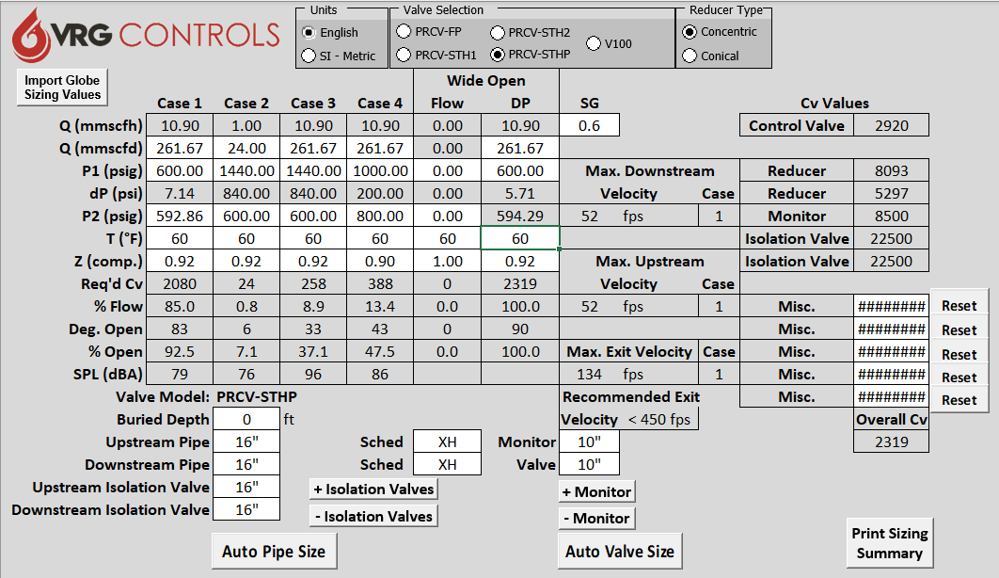 VRG CONTROLS
Units
English
SI - Metric
Valve Selection
PRCV-FP
PRCV-STH1
PRCV-STH2
PRCV-STHP
V100
Reducer Type
Concentric
Conical
Import Globe
Sizing Values
Wide Open
Case 1 Case 2 Case 3 Case 4 Flow DP SG Cv Values
Q (mmscfh) 10.90 1.00 10.90 10.90 0.00 10.90 0.6 Control Valve 2920
Q (mmscfd) 261.67 24.00 261.67 261.67 0.00 261.67
P1 (psig) 600.00 1440.00 1440.00 1000.00 0.00 600.00 Max. Downstream Reducer 8093
dP (psi) 7.14 840.00 840.00 200.00 0.00 5.71 Velocity Case Reducer 5297
P2 (psig) 592.86 600.00 600.00 800.00 0.00 594.29 52 fps 1 Monitor 8500
T (°F) 60 60 60 60 60 60 Isolation Valve 22500
Z (comp.) 0.92 0.92 0.92 0.90 1.00 0.92 Max. Upstream Isolation Valve 22500
Req'd Cv 2080 24 258 388 0 2319 Velocity Case
% Flow 85.0 0.8 8.9 13.4 0.0 100.0 52 fps 1 Misc. ######## Reset
Deg. Open 83 6 33 43 0 90 Misc. ######## Reset
% Open 92.5 7.1 37.1 47.5 0.0 100.0 Max. Exit Velocity Case Misc. ######## Reset
SPL (dBA) 79 76 96 86 134 fps 1 Misc. ######## Reset
Valve Model: PRCV-STHP Recommended Exit Misc. ######## Reset
Buried Depth 0 ft Velocity < 450 fps Overall Cv
Upstream Pipe 16" Sched XH Monitor 10" 2319
Downstream Pipe 16" Sched XH Valve 10"
Upstream Isolation Valve 16" + Isolation Valves + Monitor
Downstream Isolation Valve 16" - Isolation Valves - Monitor
Auto Pipe Size Auto Valve Size
Print Sizing
Summary